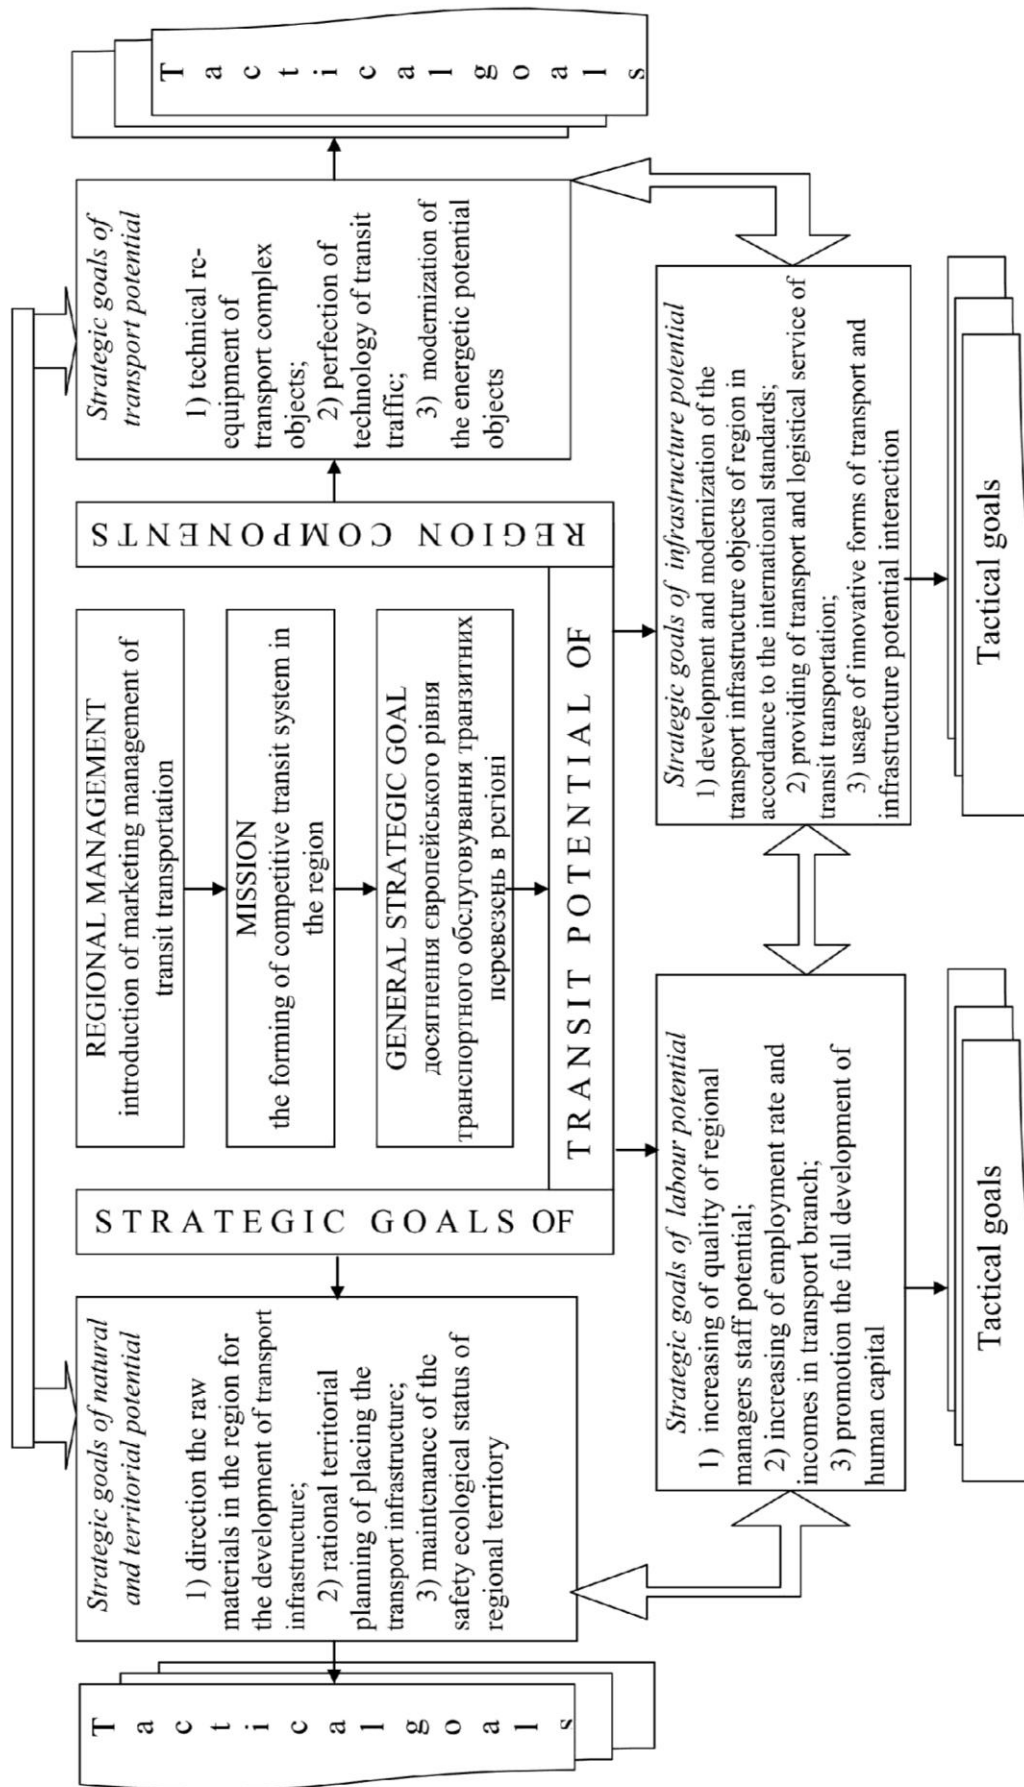 REGIONAL MANAGEMENT
introduction of marketing management of
transit transportation
MISSION
the forming of competitive transit system in
the region
GENERAL STRATEGIC GOAL
досягнення європейського рівня
транспортного обслуговування транзитних
перевезень в регіоні
STRATEGIC GOALS OF
TRANSIT POTENTIAL OF
REGION COMPONENTS
Strategic goals of natural
and territorial potential
1) direction the raw
materials in the region for
the development of transport
infrastructure;
2) rational territorial
planning of placing the
transport infrastructure;
3) maintenance of the
safety ecological status of
regional territory
Tactical goals
Strategic goals of transport potential
1) technical re-
equipment of
transport complex
objects;
2) perfection of
technology of transit
traffic;
3) modernization of
the energetic potential
objects
Tactical goals
Strategic goals of labour potential
1) increasing of quality of regional
managers staff potential;
2) increasing of employment rate and
incomes in transport branch;
3) promotion the full development of
human capital
Tactical goals
Strategic goals of infrastructure potential
1) development and modernization of the
transport infrastructure objects of region in
accordance to the international standards;
2) providing of transport and logistical service of
transit transportation;
3) usage of innovative forms of transport and
infrastructure potential interaction
Tactical goals